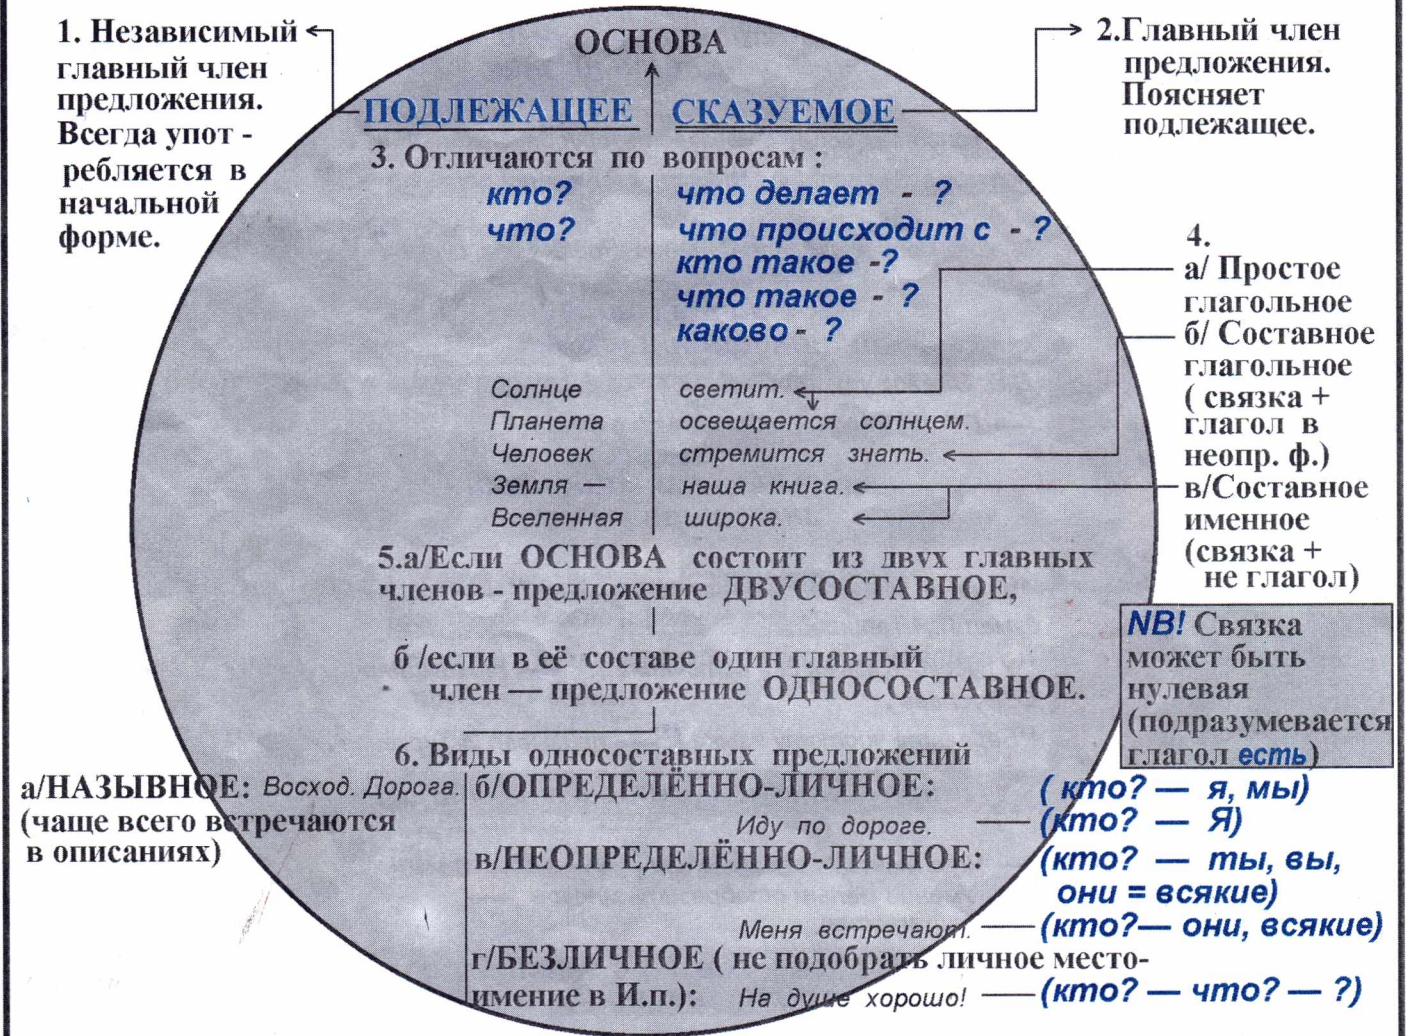 ОСНОВА
1. Независимый
главный член
предложения.
Всегда упот -
ребляется в
начальной
форме.
2.Главный член
предложения.
Поясняет
подлежащее.
ПОДЛЕЖАЩЕЕ СКАЗУЕМОЕ
3. Отличаются по вопросам :
кто? что делает - ?
что? что происходит с - ?
кто такое -?
что такое - ?
каково - ?
4.
а/ Простое
глагольное
б/ Составное
глагольное
( связка +
глагол в
неопр. ф.)
в/Составное
именное
(связка +
не глагол)
Солнце светит.
Планета освещается солнцем.
Человек стремится знать.
Земля — наша книга.
Вселенная широка.
5.а/Если ОСНОВА состоит из двух главных
членов - предложение ДВУСОСТАВНОЕ,
б /если в её составе один главный
член — предложение ОДНОСОСТАВНОЕ.
NB! Связка
может быть
нулевая
(подразумевается
глагол есть)
6. Виды односоставных предложений
а/НАЗЫВНОЕ: Восход. Дорога.
(чаще всего встречаются
в описаниях)
б/ОПРЕДЕЛЁННО-ЛИЧНОЕ: ( кто? — я, мы)
Иду по дороге. — (кто? — Я)
в/НЕОПРЕДЕЛЁННО-ЛИЧНОЕ: (кто? — ты, вы,
они = всякие)
Меня встречают. — (кто?— они, всякие)
г/БЕЗЛИЧНОЕ ( не подобрать личное место-
имение в И.п.): На душе хорошо! — (кто? — что? — ?)